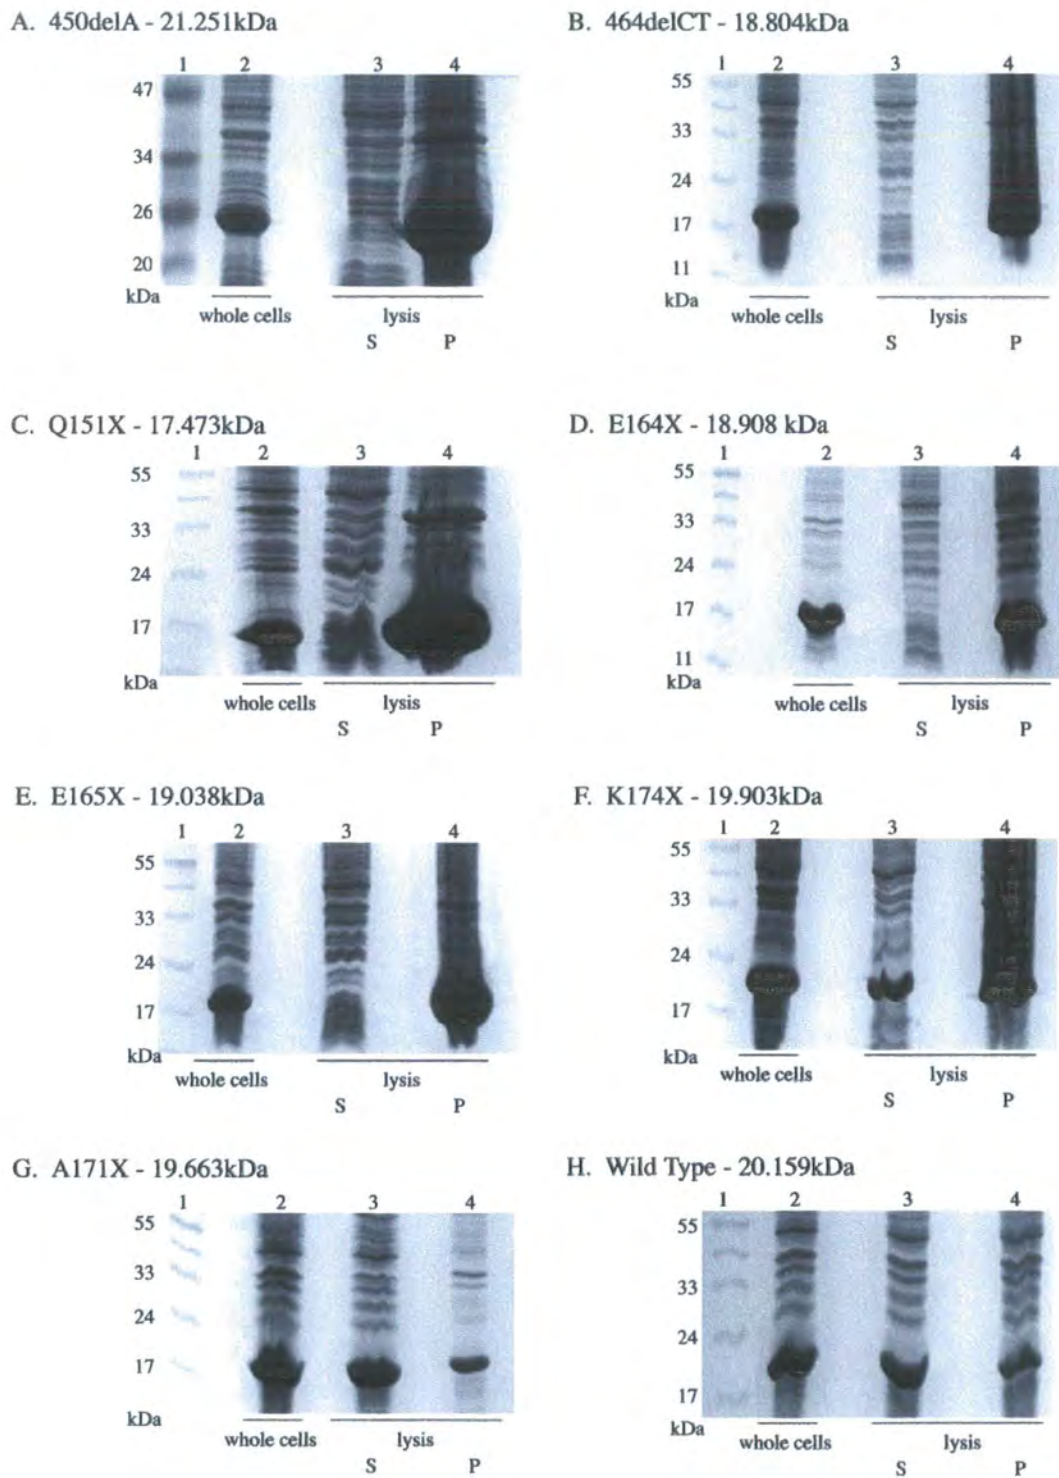 A. 450delA - 21.251kDa
1 2 3 4
47
34
26
20
kDa
whole cells lysis
S P
B. 464delCT - 18.804kDa
1 2 3 4
55
33
24
17
11
kDa
whole cells lysis
S P
C. Q151X - 17.473kDa
1 2 3 4
55
33
24
17
kDa
whole cells lysis
S P
D. E164X - 18.908 kDa
1 2 3 4
55
33
24
17
11
kDa
whole cells lysis
S P
E. E165X - 19.038kDa
1 2 3 4
55
33
24
17
kDa
whole cells lysis
S P
F. K174X - 19.903kDa
1 2 3 4
55
33
24
17
kDa
whole cells lysis
S P
G. A171X - 19.663kDa
1 2 3 4
55
33
24
17
kDa
whole cells lysis
S P
H. Wild Type - 20.159kDa
1 2 3 4
55
33
24
17
kDa
whole cells lysis
S P